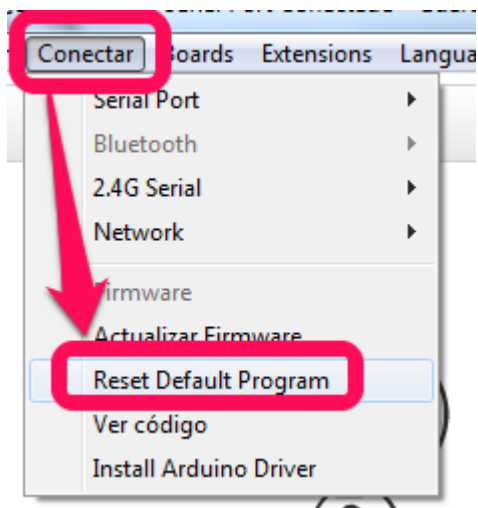 Conectar Boards Extensions Langua
Serial Port
Bluetooth
2.4G Serial
Network
Firmware
Actualizar Firmware
Reset Default Program
Ver código
Install Arduino Driver